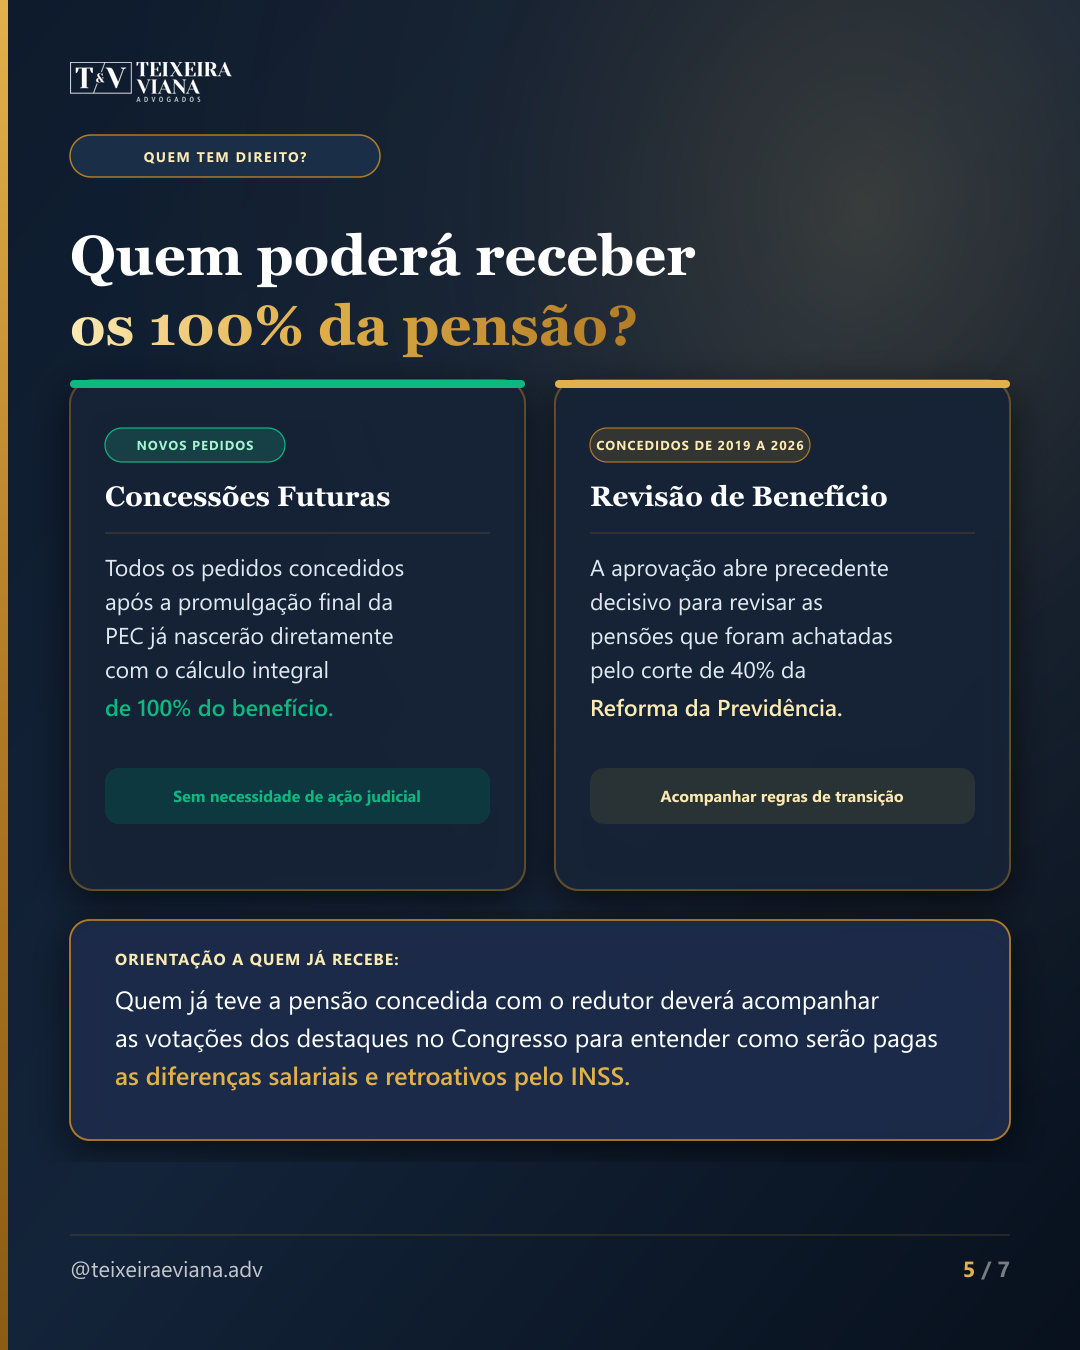 T&V TEIXEIRA
VIANA
ADVOGADOS
QUEM TEM DIREITO?
Quem poderá receber
os 100% da pensão?
NOVOS PEDIDOS
Concessões Futuras
Todos os pedidos concedidos
após a promulgação final da
PEC já nascerão diretamente
com o cálculo integral
de 100% do benefício.
Sem necessidade de ação judicial
CONCEDIDOS DE 2019 A 2026
Revisão de Benefício
A aprovação abre precedente
decisivo para revisar as
pensões que foram achatadas
pelo corte de 40% da
Reforma da Previdência.
Acompanhar regras de transição
ORIENTAÇÃO A QUEM JÁ RECEBE:
Quem já teve a pensão concedida com o redutor deverá acompanhar
as votações dos destaques no Congresso para entender como serão pagas
as diferenças salariais e retroativos pelo INSS.
@teixeiraeviana.adv
5 / 7